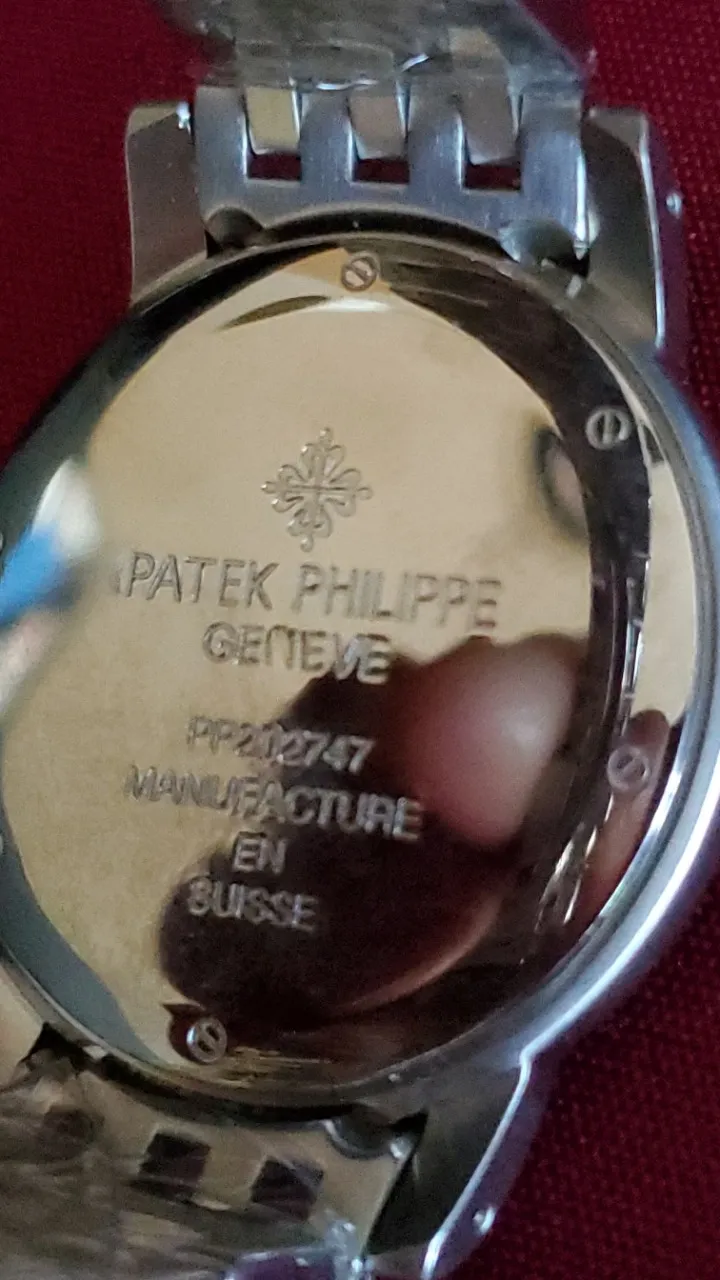 PATEK PHILIPPE
GENEVE
PP202747
MANUFACTURE
EN
SUISSE